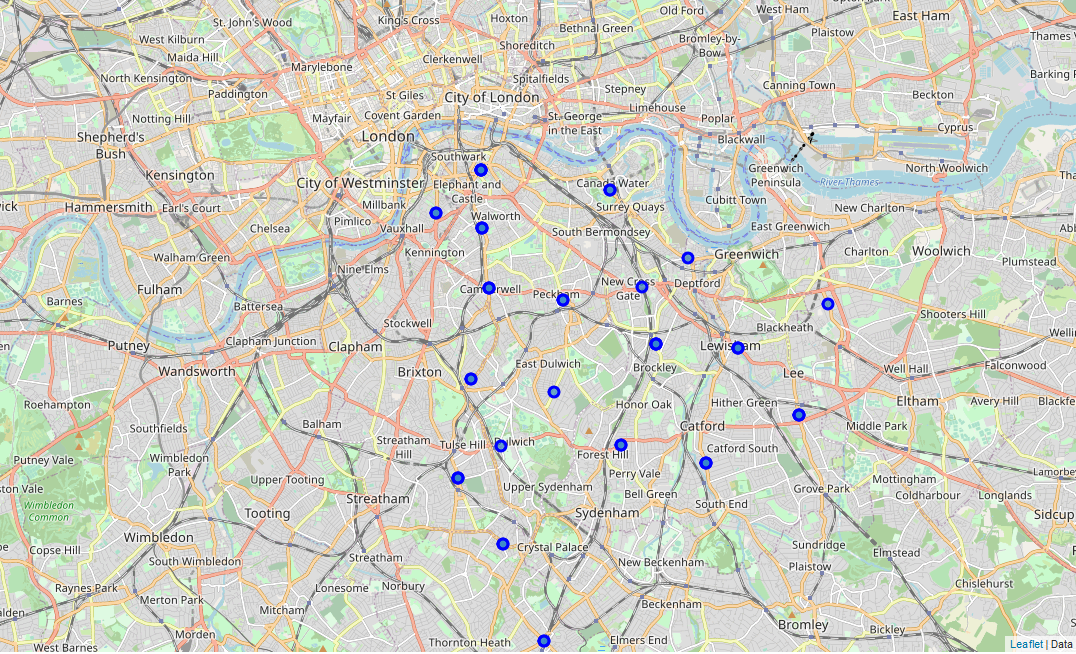 King's Cross
Hoxton
Old Ford
West Ham
East Ham
St. John's Wood
Bethnal Green
Plaistow
West Kilburn
Bromley-by-
Bow
Thames
Shoreditch
Maida Hill
Clerkenwell
Marylebone
North Kensington
Spitalfields
Barking
Paddington
St Giles
City of London
Stepney
Canning Town
Beckton
Notting Hill
Mayfair
Covent Garden
St. George
in the East
Limehouse
Poplar
Shepherd's
Bush
London
Blackwall
Cyprus
Southwark
Greenwich
Peninsula
North Woolwich
Kensington
City of Westminster
Elephant and
Castle
Canada Water
River Thames
Hammersmith
Earl's Court
Millbank
Surrey Quays
Cubitt Town
New Charlton
Pimlico
Walworth
Chelsea
Vauxhall
South Bermondsey
East Greenwich
Walham Green
Kennington
Greenwich
Charlton
Woolwich
Nine Elms
Plumstead
Fulham
Camberwell
Peckham
New Cross
Gate
Deptford
Barnes
Battersea
Shooters Hill
Stockwell
Blackheath
Putney
Clapham Junction
Clapham
Lewisham
Wandsworth
Brixton
East Dulwich
Brockley
Lee
Well Hall
Falconwood
Roehampton
Honor Oak
Hither Green
Eltham
Avery Hill
Southfields
Balham
Catford
Middle Park
Streatham
Hill
Tulse Hill
Dulwich
Forest Hill
Catford South
Putney Vale
Wimbledon
Park
Upper Tooting
Upper Sydenham
Perry Vale
Mottingham
Bell Green
Grove Park
Coldharbour
Longlands
Wimbledon
Common
Streatham
South End
Tooting
Sydenham
Sidcup
Wimbledon
Copse Hill
Streatham
Crystal Palace
Sundridge
Elmstead
South Wimbledon
New Beckenham
Plaistow
Raynes Park
Lonesome
Norbury
Chislehurst
Merton Park
Mitcham
Beckenham
Bromley
Bickley
Morden
Thornton Heath
Elmers End
West Barnes
Leaflet | Data